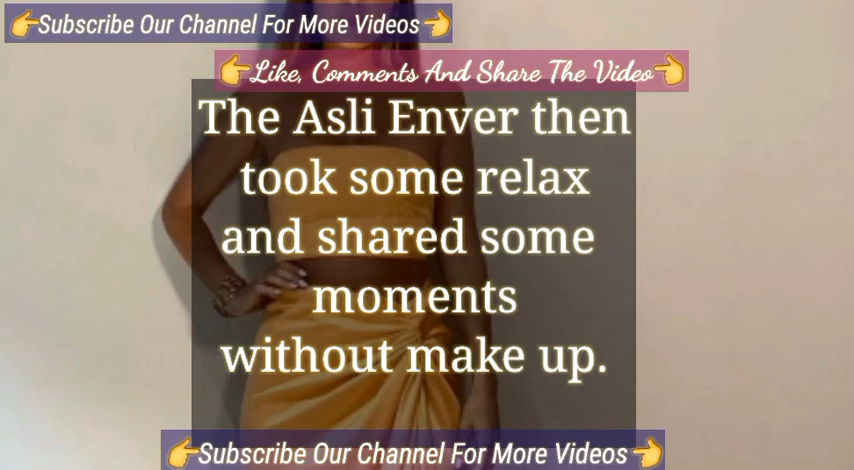 👉Subscribe Our Channel For More Videos👈
👉Like, Comments And Share The Video👈
The Asli Enver then
took some relax
and shared some
moments
without make up.
👉Subscribe Our Channel For More Videos👈